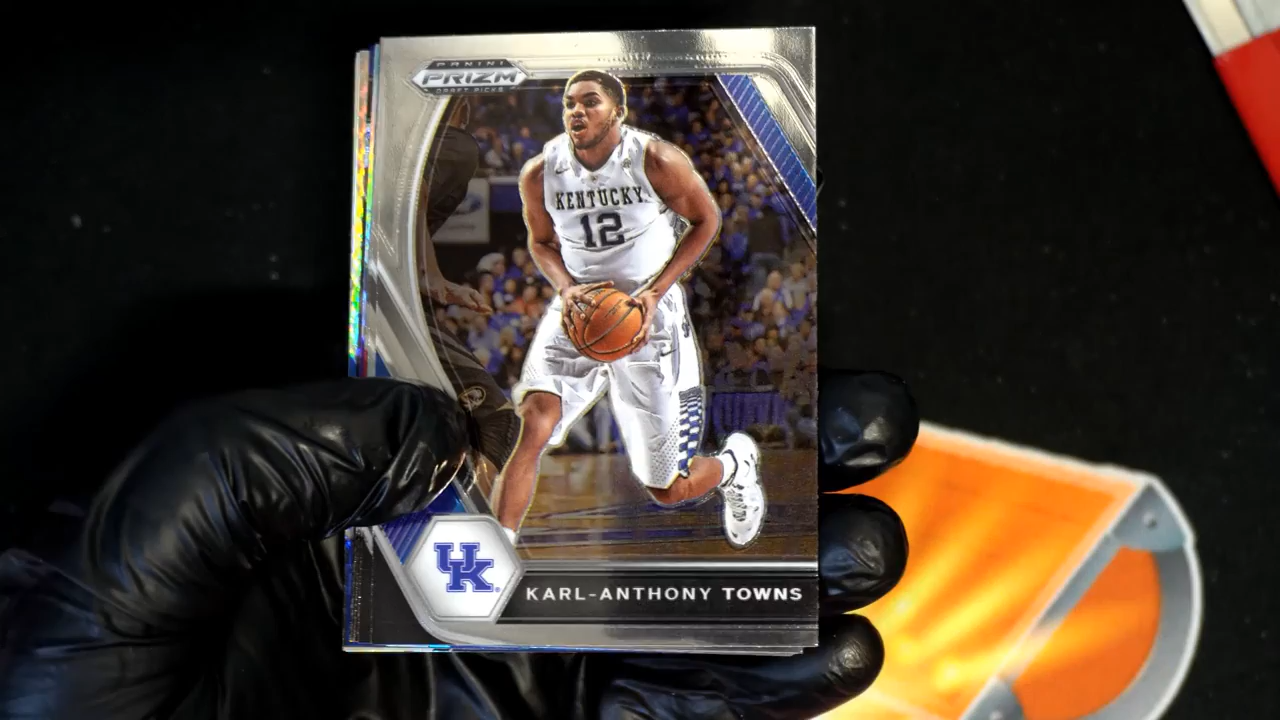 PANINI
PRIZM
DRAFT PICKS
KENTUCKY
12
UK
KARL-ANTHONY TOWNS